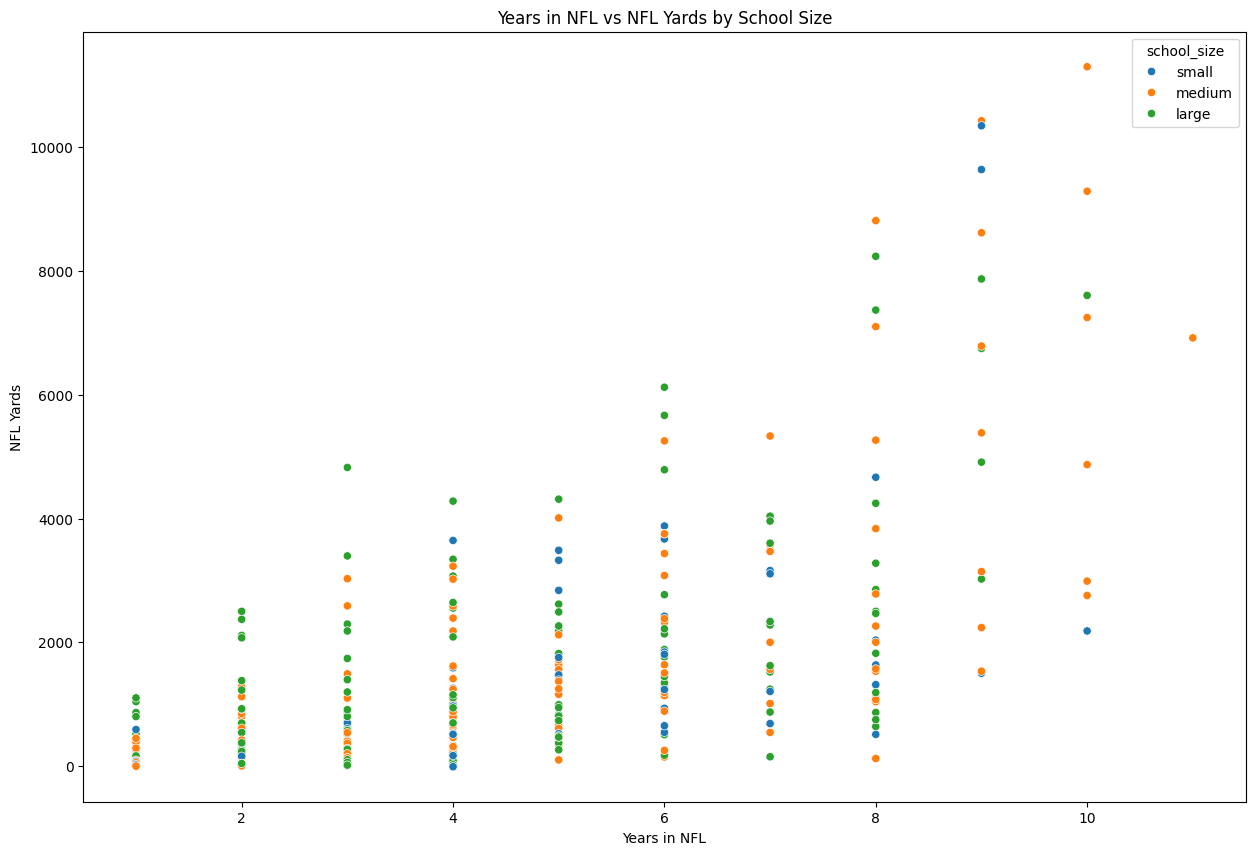 Years in NFL vs NFL Yards by School Size
school_size
small
medium
large
10000
8000
6000
4000
2000
0
NFL Yards
2 4 6 8 10
Years in NFL